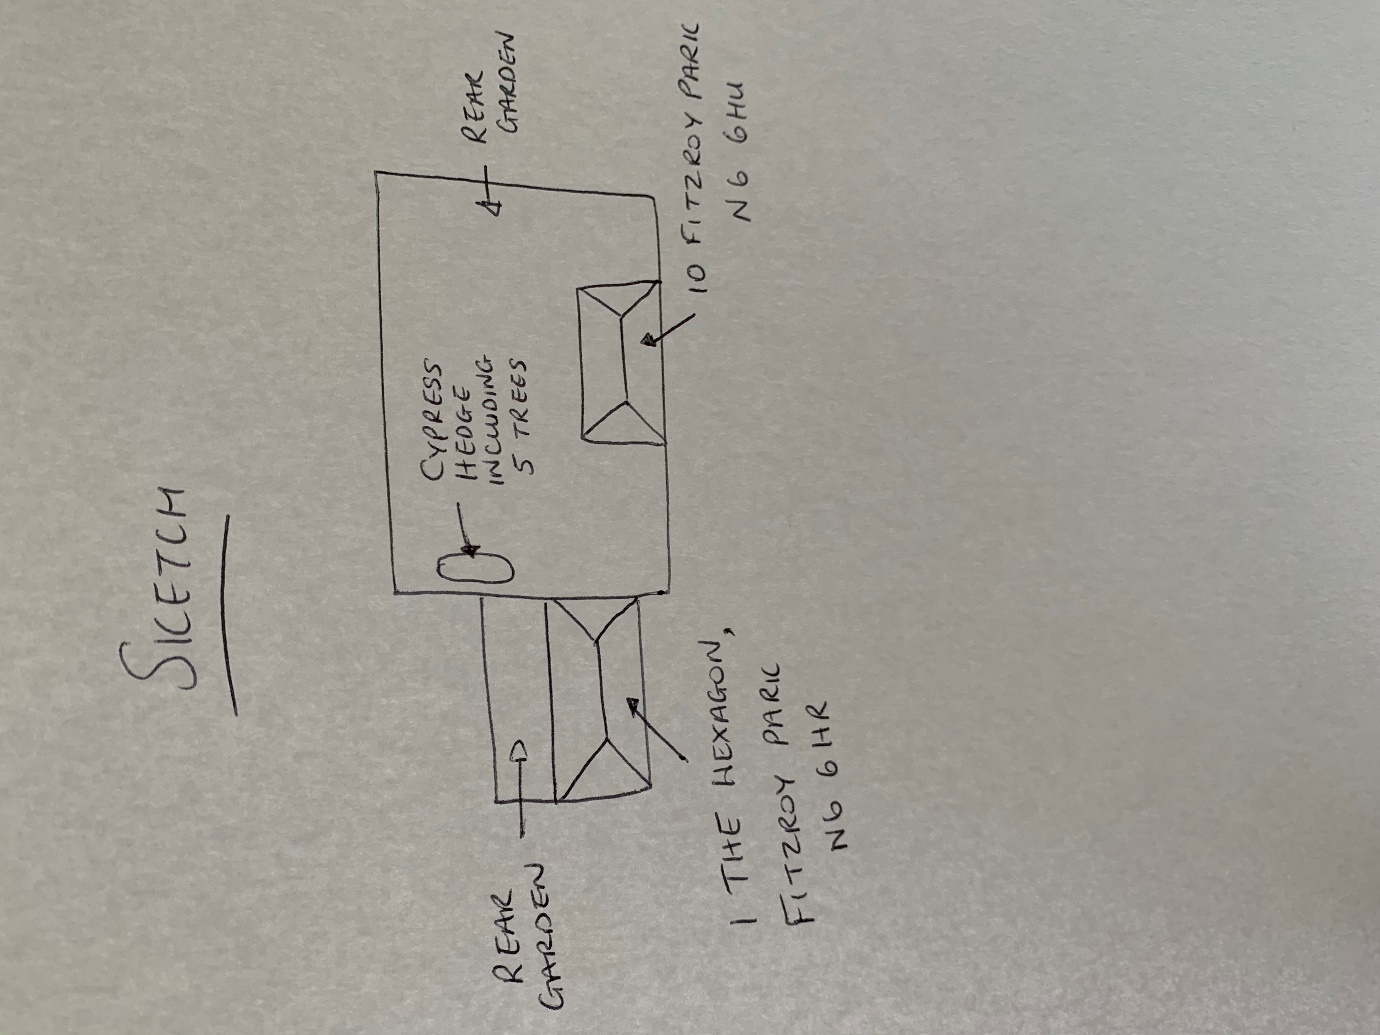 SKETCH
REAR
GARDEN
CYPRESS
HEDGE
INCLUDING
5 TREES
REAR
GARDEN
1 THE HEXAGON,
FITZROY PARK
N6 6HR
10 FITZROY PARK
N6 6HU